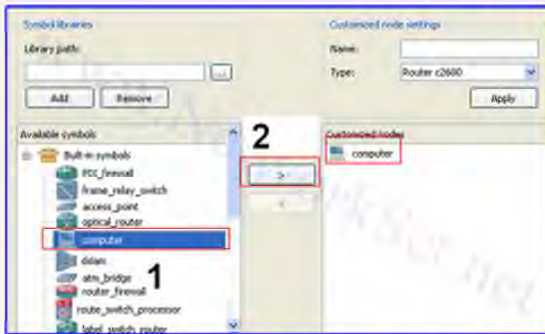 Symbol libraries
Library path:
...
Add
Remove
Customized node settings
Name:
Type:
Router c2600
Apply
Available symbols
Built-in symbols
PIX_firewall
frame_relay_switch
access_point
optical_router
computer
dslam
atm_bridge
router_firewall
route_switch_processor
label_switch_router
1
2
>
<
Customized nodes
computer